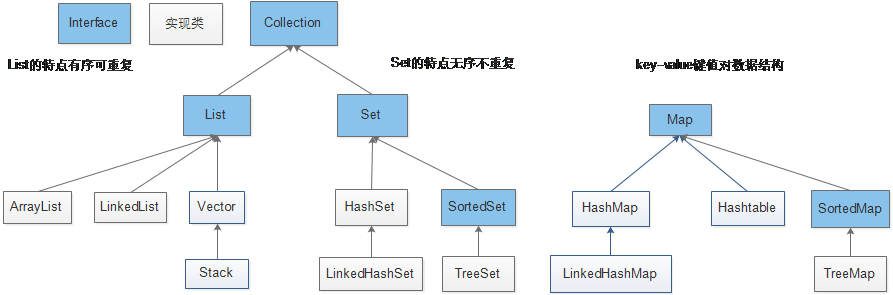 Interface
实现类
Collection
List的特点有序可重复
Set的特点无序不重复
key-value键值对数据结构
List
Set
Map
ArrayList
LinkedList
Vector
HashSet
SortedSet
HashMap
Hashtable
SortedMap
Stack
LinkedHashSet
TreeSet
LinkedHashMap
TreeMap